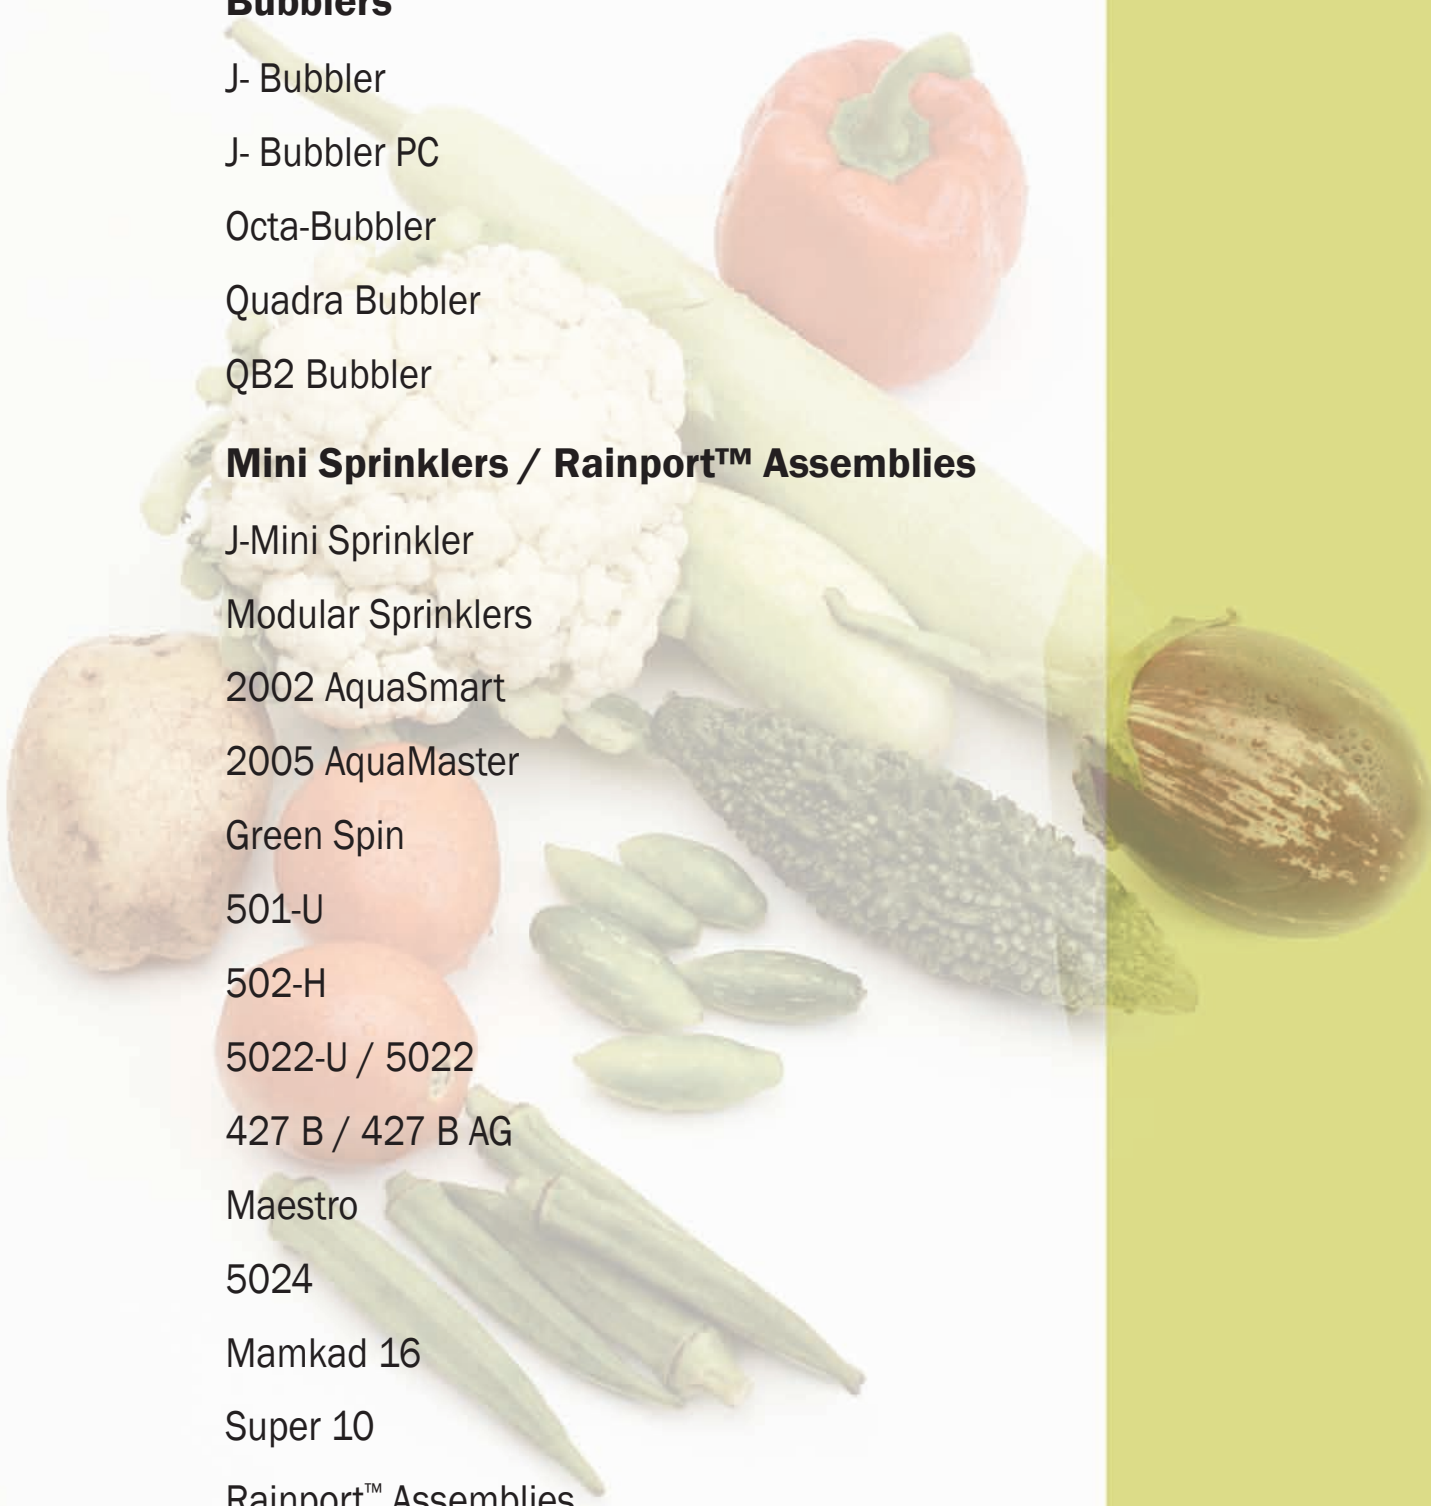 Bubblers
J- Bubbler
J- Bubbler PC
Octa-Bubbler
Quadra Bubbler
QB2 Bubbler
Mini Sprinklers / Rainport™ Assemblies
J-Mini Sprinkler
Modular Sprinklers
2002 AquaSmart
2005 AquaMaster
Green Spin
501-U
502-H
5022-U / 5022
427 B / 427 B AG
Maestro
5024
Mamkad 16
Super 10
Rainport™ Assemblies